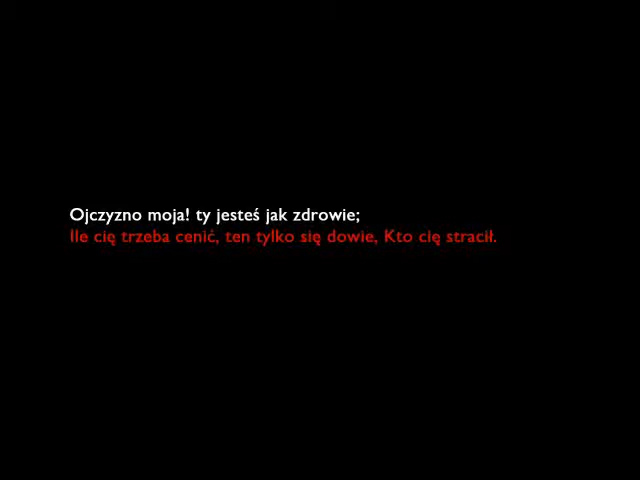 Ojczyzno moja! ty jesteś jak zdrowie;
Ile cię trzeba cenić, ten tylko się dowie, Kto cię stracił.